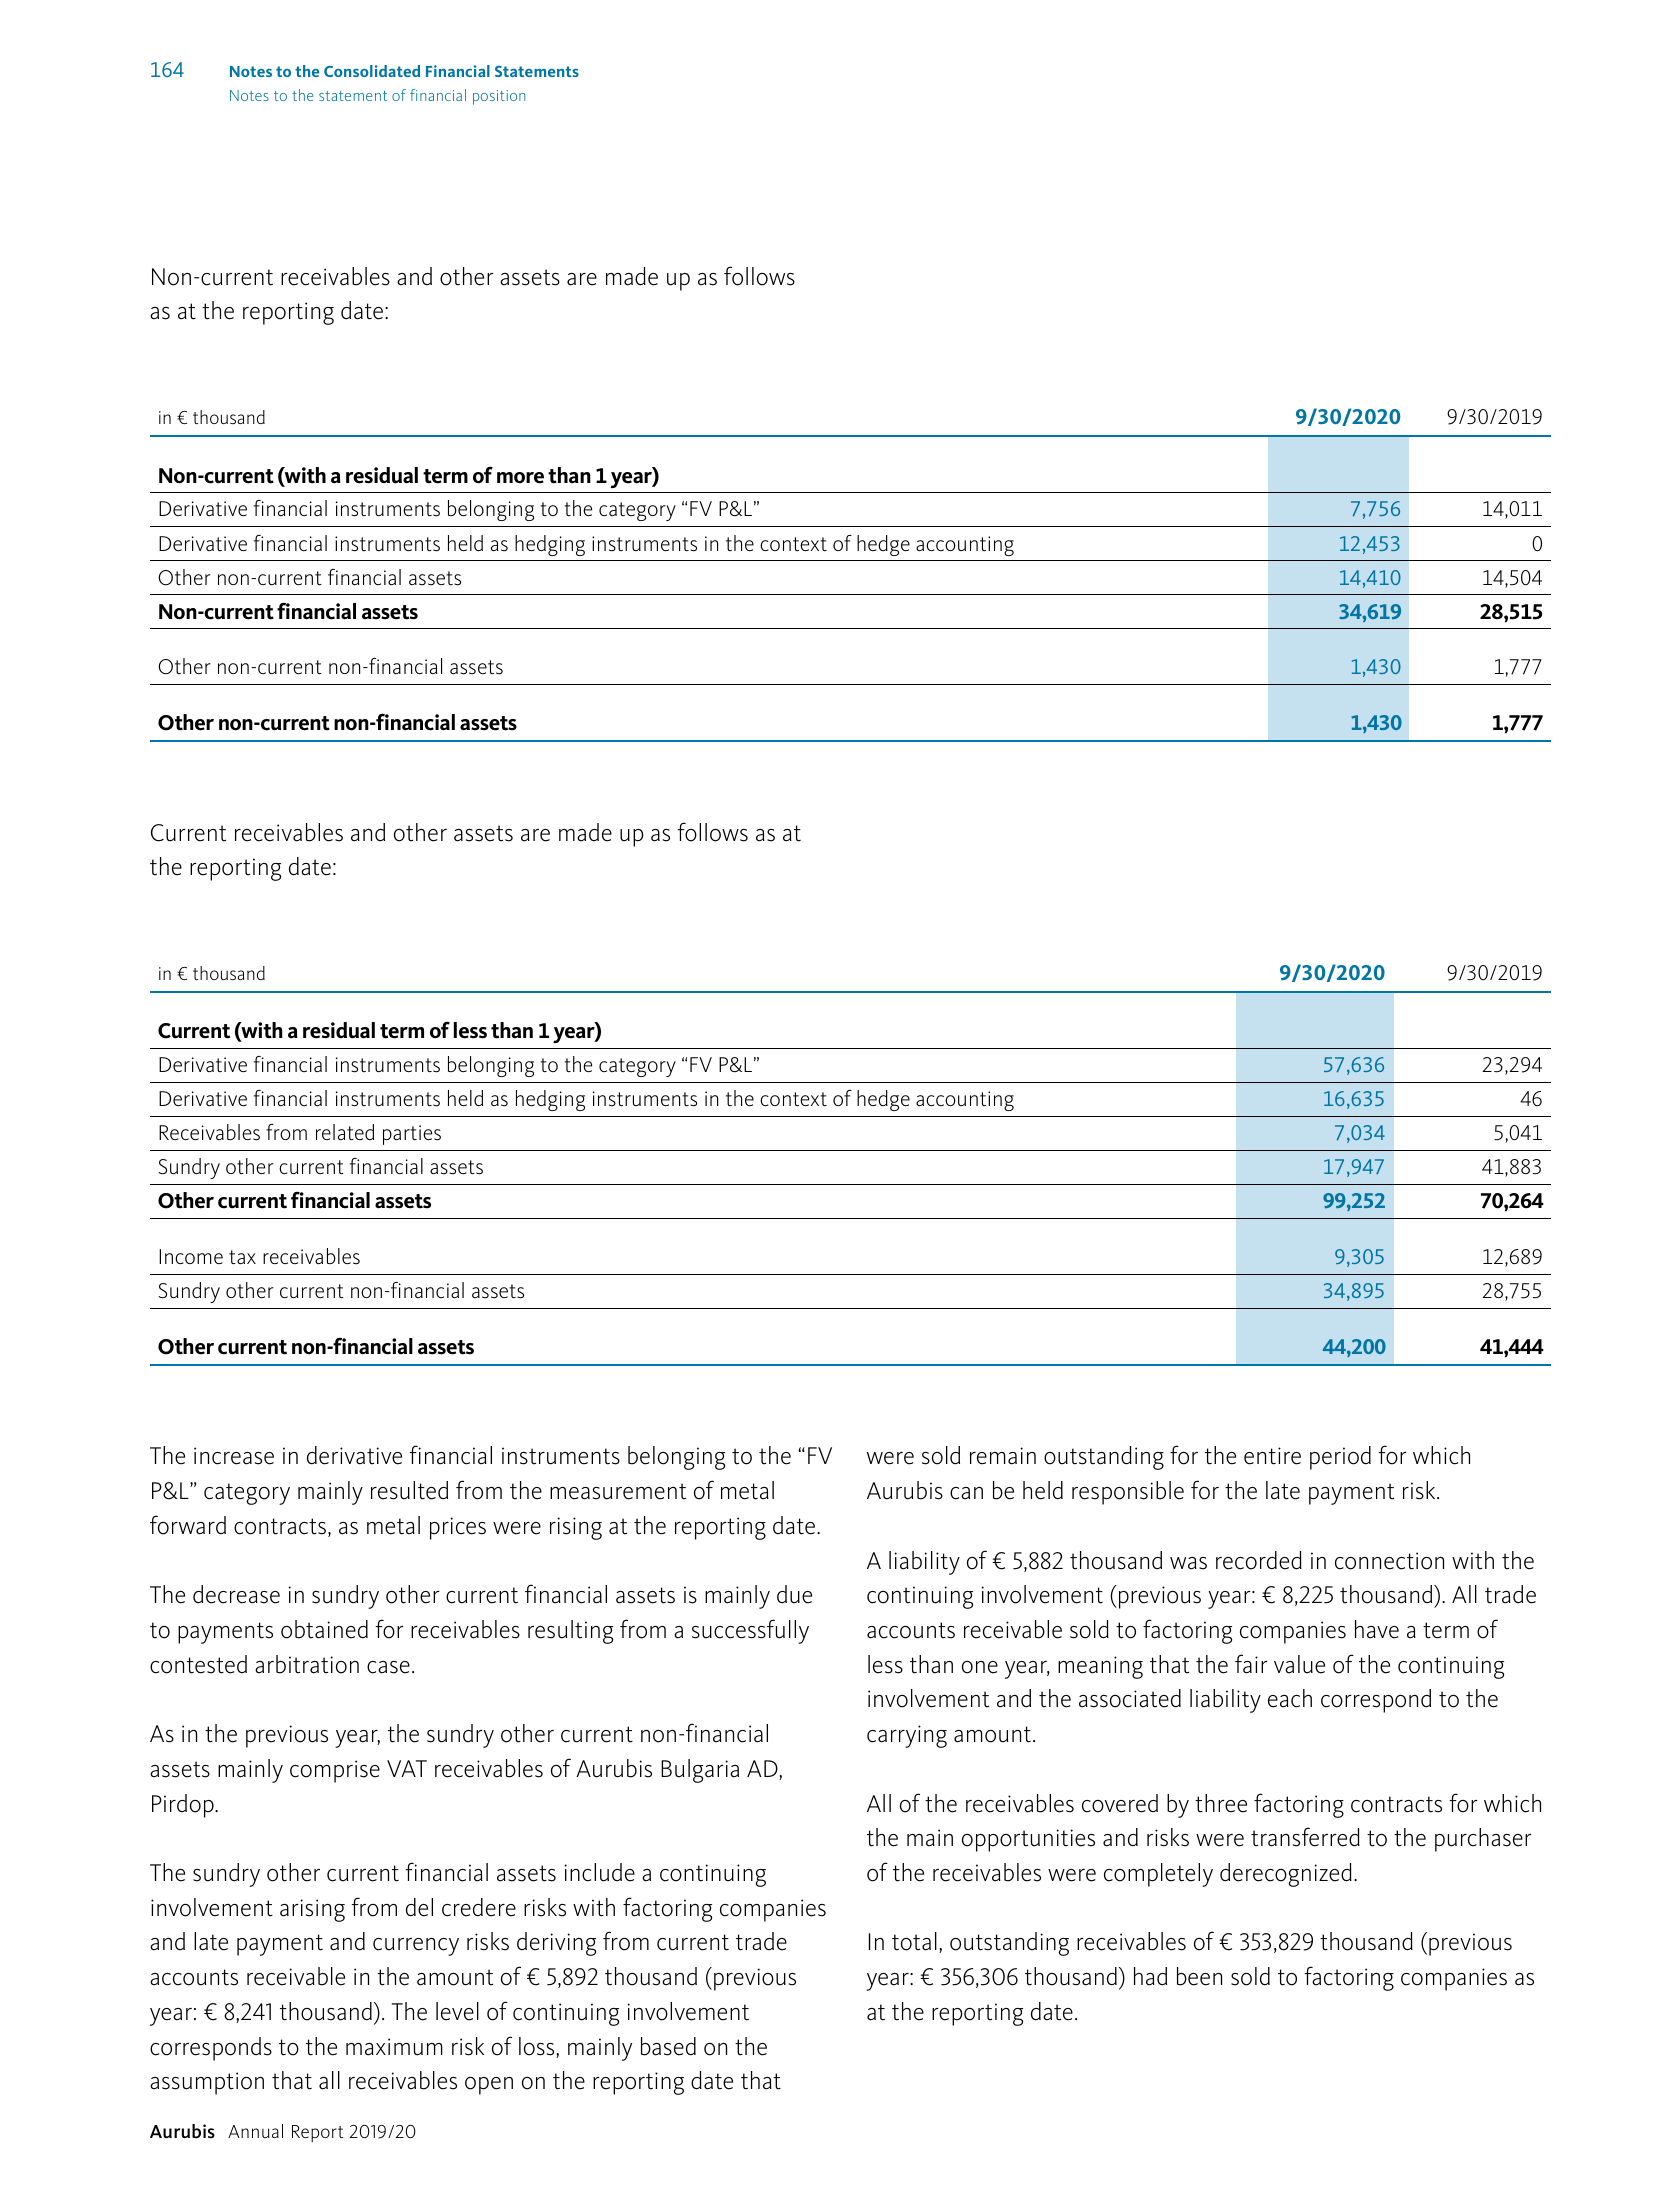 164 Notes to the Consolidated Financial Statements
Notes to the statement of financial position
Non-current receivables and other assets are made up as follows
as at the reporting date:
in € thousand 9/30/2020 9/30/2019
Non-current (with a residual term of more than 1 year)
Derivative financial instruments belonging to the category “FV P&L” 7,756 14,011
Derivative financial instruments held as hedging instruments in the context of hedge accounting 12,453 0
Other non-current financial assets 14,410 14,504
Non-current financial assets 34,619 28,515
Other non-current non-financial assets 1,430 1,777
Other non-current non-financial assets 1,430 1,777
Current receivables and other assets are made up as follows as at
the reporting date:
in € thousand 9/30/2020 9/30/2019
Current (with a residual term of less than 1 year)
Derivative financial instruments belonging to the category “FV P&L” 57,636 23,294
Derivative financial instruments held as hedging instruments in the context of hedge accounting 16,635 46
Receivables from related parties 7,034 5,041
Sundry other current financial assets 17,947 41,883
Other current financial assets 99,252 70,264
Income tax receivables 9,305 12,689
Sundry other current non-financial assets 34,895 28,755
Other current non-financial assets 44,200 41,444
The increase in derivative financial instruments belonging to the “FV
P&L” category mainly resulted from the measurement of metal
forward contracts, as metal prices were rising at the reporting date.
The decrease in sundry other current financial assets is mainly due
to payments obtained for receivables resulting from a successfully
contested arbitration case.
As in the previous year, the sundry other current non-financial
assets mainly comprise VAT receivables of Aurubis Bulgaria AD,
Pirdop.
The sundry other current financial assets include a continuing
involvement arising from del credere risks with factoring companies
and late payment and currency risks deriving from current trade
accounts receivable in the amount of € 5,892 thousand (previous
year: € 8,241 thousand). The level of continuing involvement
corresponds to the maximum risk of loss, mainly based on the
assumption that all receivables open on the reporting date that
were sold remain outstanding for the entire period for which
Aurubis can be held responsible for the late payment risk.
A liability of € 5,882 thousand was recorded in connection with the
continuing involvement (previous year: € 8,225 thousand). All trade
accounts receivable sold to factoring companies have a term of
less than one year, meaning that the fair value of the continuing
involvement and the associated liability each correspond to the
carrying amount.
All of the receivables covered by three factoring contracts for which
the main opportunities and risks were transferred to the purchaser
of the receivables were completely derecognized.
In total, outstanding receivables of € 353,829 thousand (previous
year: € 356,306 thousand) had been sold to factoring companies as
at the reporting date.
Aurubis Annual Report 2019/20